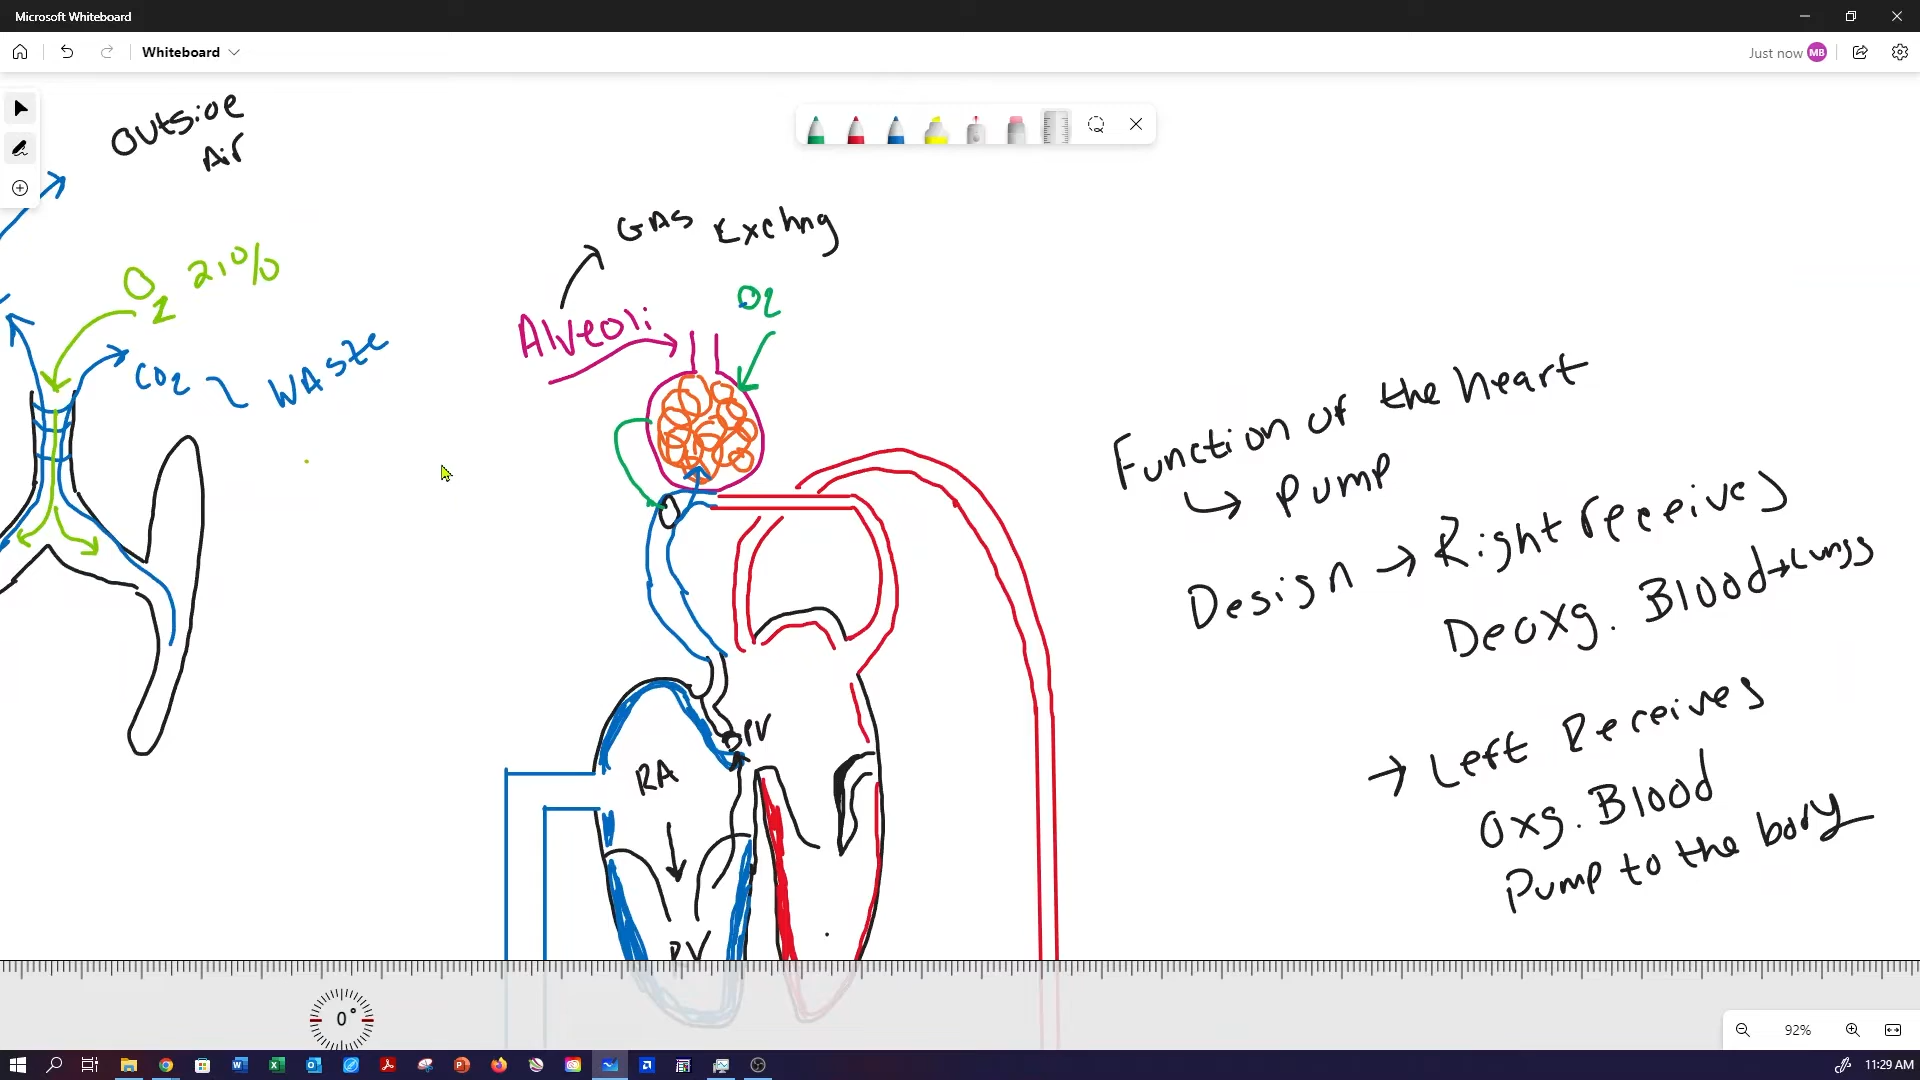 Microsoft Whiteboard
Whiteboard
Just now MB
Outside
Air
O2 21%
CO2 WASte
GAS Exchng
Alveoli
O2
PV
RA
RV
Function of the heart
Pump
Design → Right receives
Deoxg. Blood → Lungs
→ Left Receives
Oxg. Blood
Pump to the body
0°
92%
11:29 AM